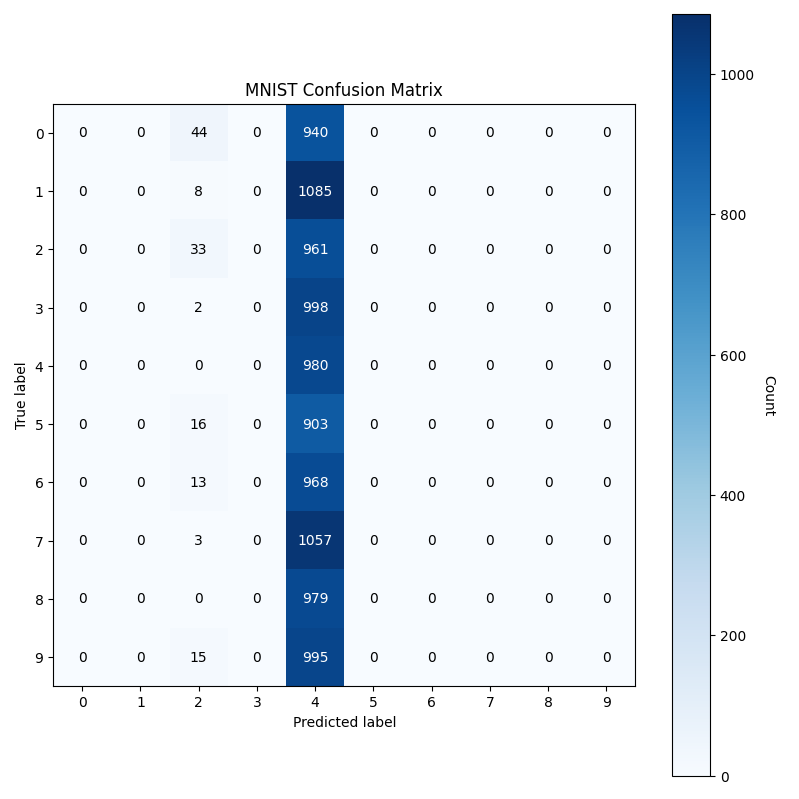 MNIST Confusion Matrix
0 0 0 44 0 940 0 0 0 0 0
1 0 0 8 0 1085 0 0 0 0 0
2 0 0 33 0 961 0 0 0 0 0
3 0 0 2 0 998 0 0 0 0 0
4 0 0 0 0 980 0 0 0 0 0
5 0 0 16 0 903 0 0 0 0 0
6 0 0 13 0 968 0 0 0 0 0
7 0 0 3 0 1057 0 0 0 0 0
8 0 0 0 0 979 0 0 0 0 0
9 0 0 15 0 995 0 0 0 0 0
0 1 2 3 4 5 6 7 8 9
Predicted label
True label
1000
800
600
400
200
0
Count